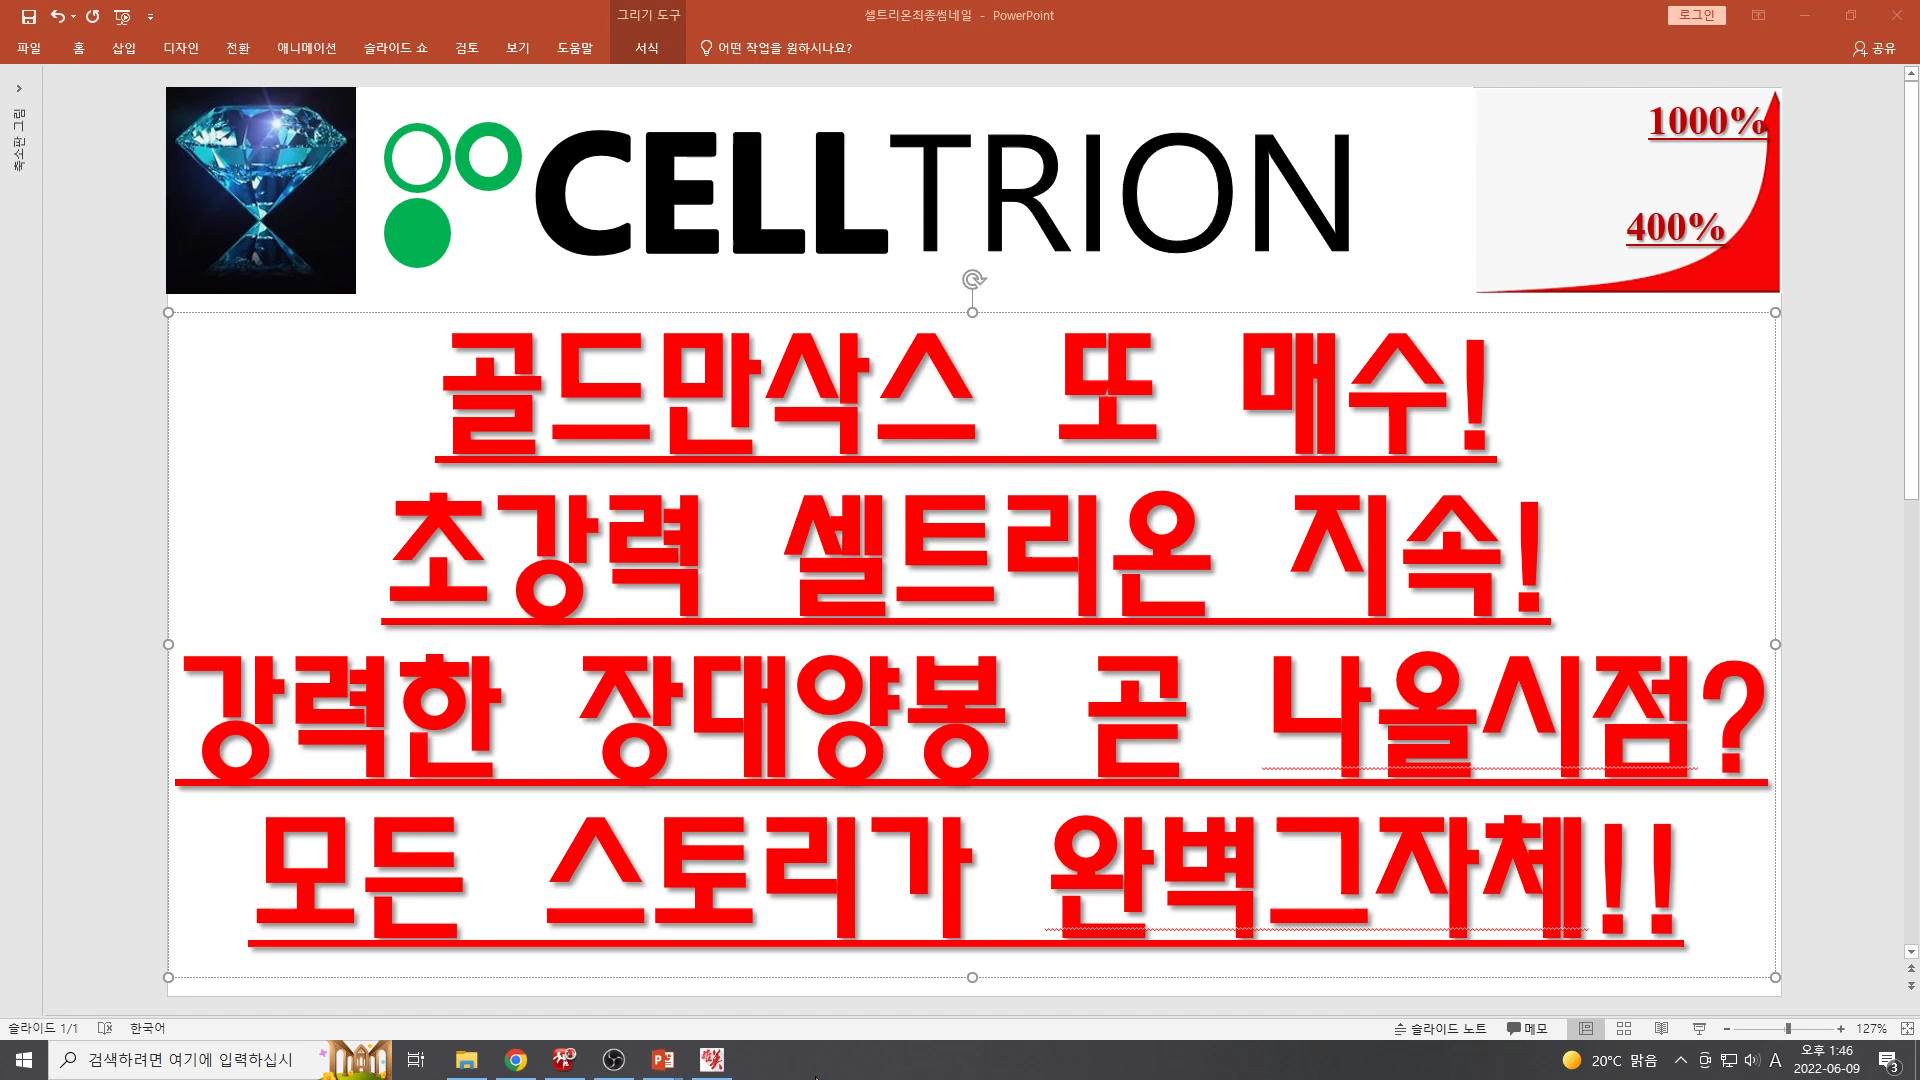 그리기 도구
셀트리온최종썸네일 - PowerPoint
로그인
파일 홈 삽입 디자인 전환 애니메이션 슬라이드 쇼 검토 보기 도움말 서식 어떤 작업을 원하시나요? 공유
축소판 그림
CELLTRION
1000%
400%
골드만삭스 또 매수!
초강력 셀트리온 지속!
강력한 장대양봉 곧 나올시점?
모든 스토리가 완벽그자체!!
슬라이드 1/1 한국어 슬라이드 노트 메모 127%
검색하려면 여기에 입력하십시
20°C 맑음 A 오후 1:46
2022-06-09
3